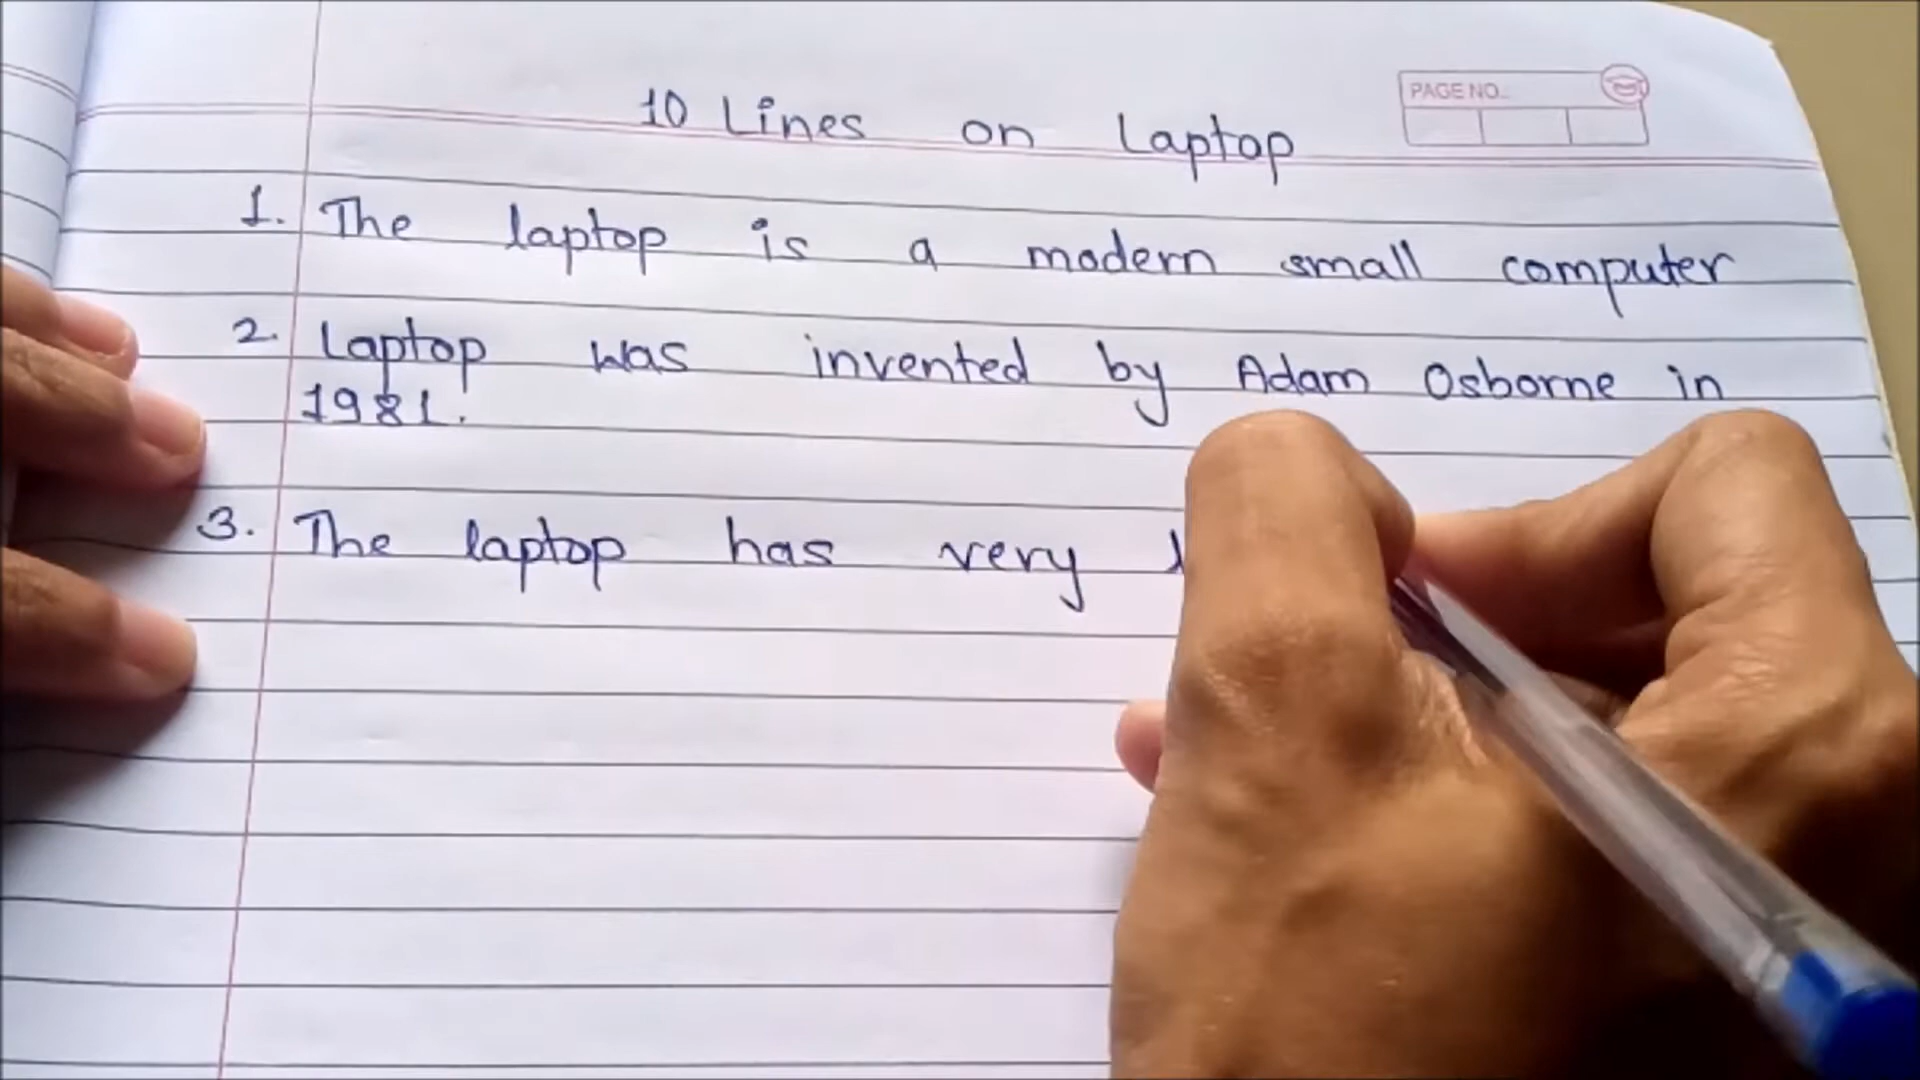 PAGE NO.
10 Lines on Laptop
1. The laptop is a modern small computer
2. Laptop was invented by Adam Osborne in
1981.
3. The laptop has very